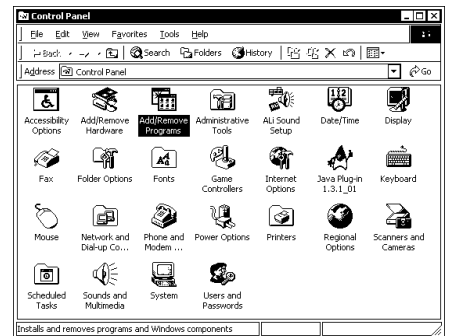 Control Panel
File Edit View Favorites Tools Help
Back Search Folders History
Address Control Panel Go
Accessibility Options
Add/Remove Hardware
Add/Remove Programs
Administrative Tools
ALi Sound Setup
Date/Time
Display
Fax
Folder Options
Fonts
Game Controllers
Internet Options
Java Plug-in 1.3.1_01
Keyboard
Mouse
Network and Dial-up Co...
Phone and Modem ...
Power Options
Printers
Regional Options
Scanners and Cameras
Scheduled Tasks
Sounds and Multimedia
System
Users and Passwords
Installs and removes programs and Windows components